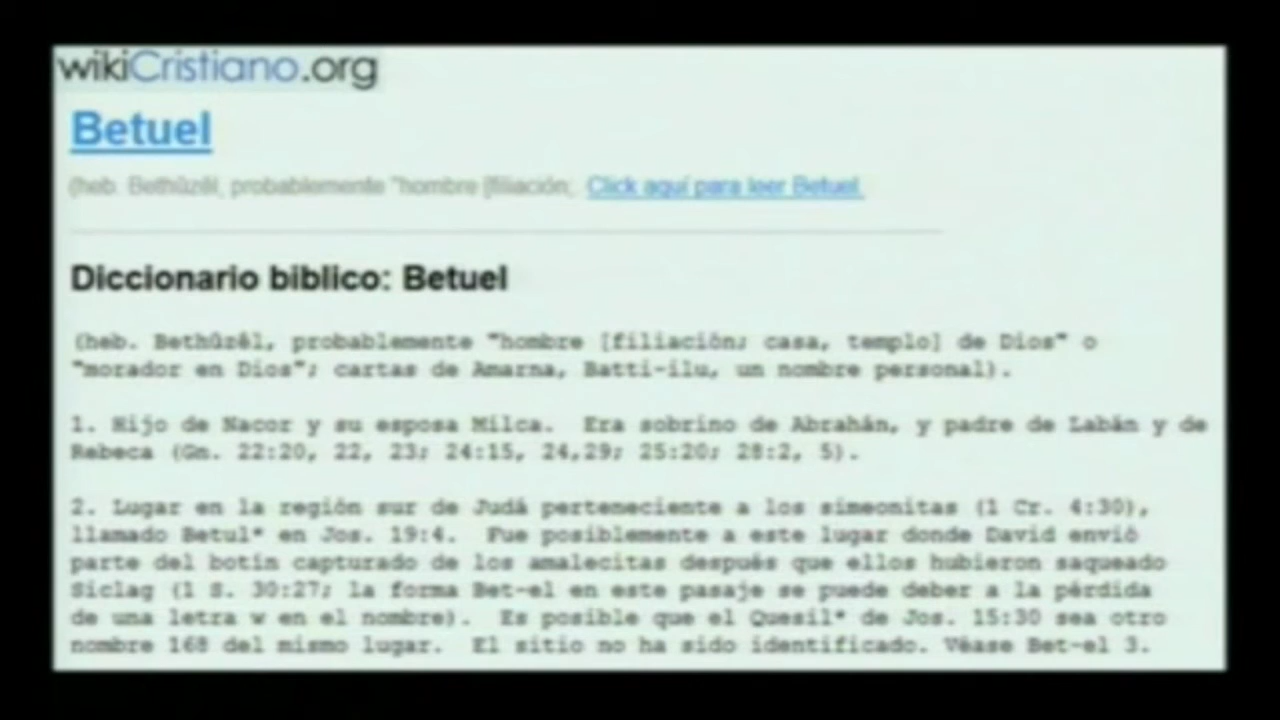 wikiCristiano.org
Betuel
(heb. Bethûzêl, probablemente "hombre [filiación; Click aquí para leer Betuel.
Diccionario biblico: Betuel
(heb. Bethûzêl, probablemente "hombre [filiación; casa, templo] de Dios" o
"morador en Dios"; cartas de Amarna, Batti-ilu, un nombre personal).
1. Hijo de Nacor y su esposa Milca. Era sobrino de Abrahán, y padre de Labán y de
Rebeca (Gn. 22:20, 22, 23; 24:15, 24,29; 25:20; 28:2, 5).
2. Lugar en la región sur de Judá perteneciente a los simeonitas (1 Cr. 4:30),
llamado Betul* en Jos. 19:4. Fue posiblemente a este lugar donde David envió
parte del botín capturado de los amalecitas después que ellos hubieron saqueado
Siclag (1 S. 30:27; la forma Bet-el en este pasaje se puede deber a la pérdida
de una letra w en el nombre). Es posible que el Quesil* de Jos. 15:30 sea otro
nombre 168 del mismo lugar. El sitio no ha sido identificado. Véase Bet-el 3.